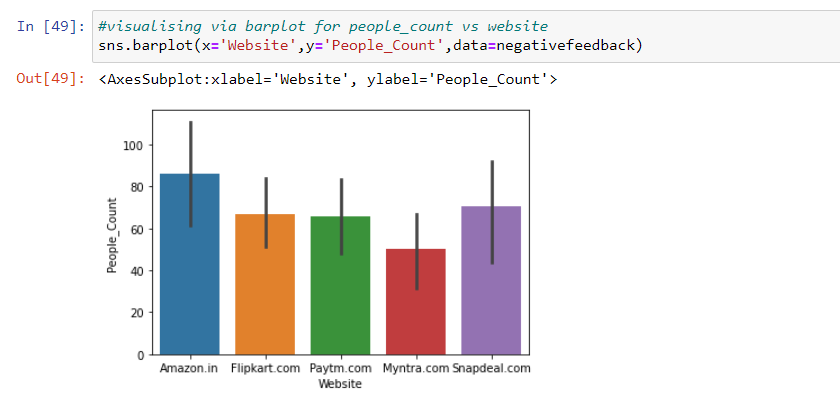 In [49]: #visualising via barplot for people_count vs website
sns.barplot(x='Website',y='People_Count',data=negativefeedback)
Out[49]: <AxesSubplot:xlabel='Website', ylabel='People_Count'>
People_Count
100
80
60
40
20
0
Amazon.in Flipkart.com Paytm.com Myntra.com Snapdeal.com
Website